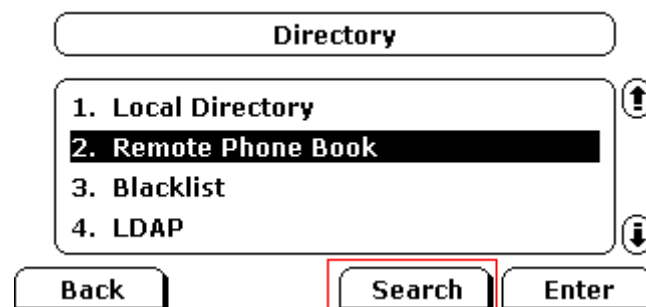 Directory
1. Local Directory
2. Remote Phone Book
3. Blacklist
4. LDAP
Back Search Enter